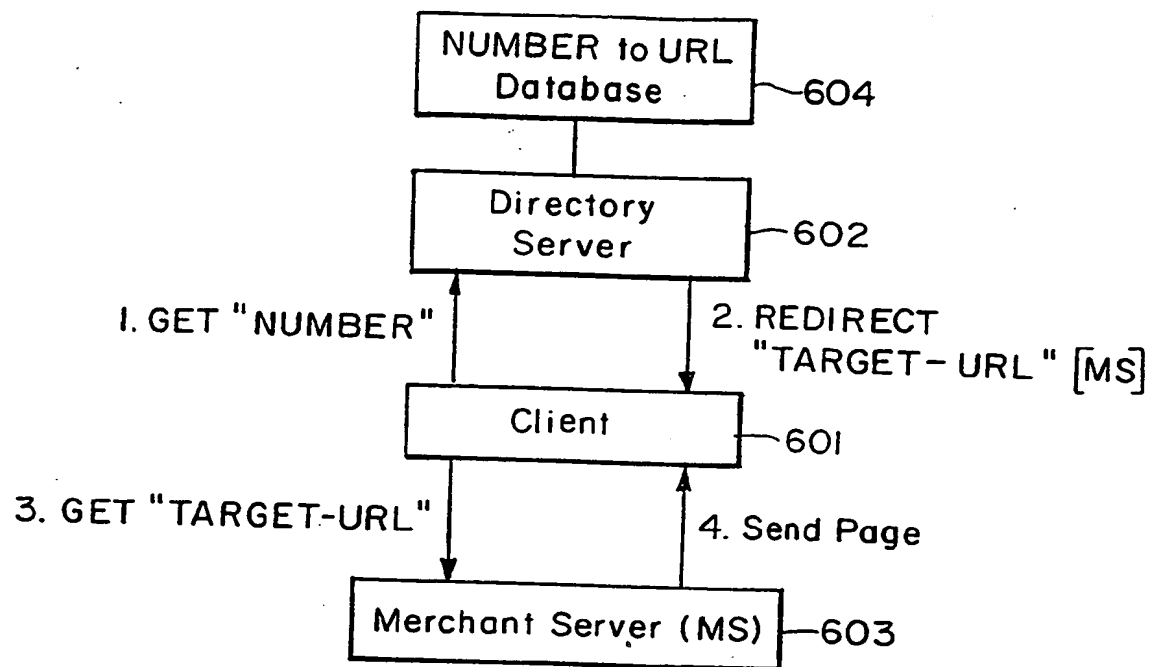 NUMBER to URL
Database
604
Directory
Server
602
1. GET "NUMBER"
2. REDIRECT
"TARGET-URL" [MS]
Client
601
3. GET "TARGET-URL"
4. Send Page
Merchant Server (MS)
603